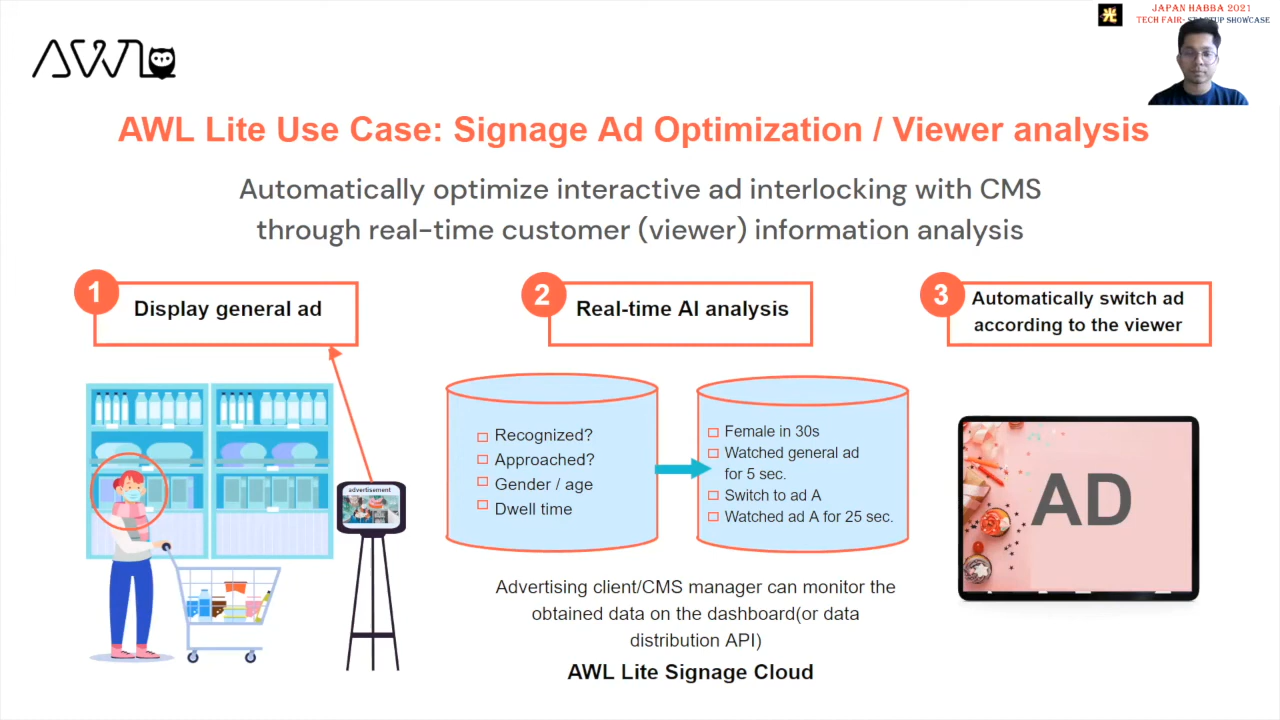 光
JAPAN HABBA 2021
TECH FAIR- STARTUP SHOWCASE
AWL
AWL Lite Use Case: Signage Ad Optimization / Viewer analysis
Automatically optimize interactive ad interlocking with CMS
through real-time customer (viewer) information analysis
1
Display general ad
2
Real-time AI analysis
3
Automatically switch ad
according to the viewer
advertisement
Recognized?
Approached?
Gender / age
Dwell time
Female in 30s
Watched general ad
for 5 sec.
Switch to ad A
Watched ad A for 25 sec.
AD
Advertising client/CMS manager can monitor the
obtained data on the dashboard(or data
distribution API)
AWL Lite Signage Cloud